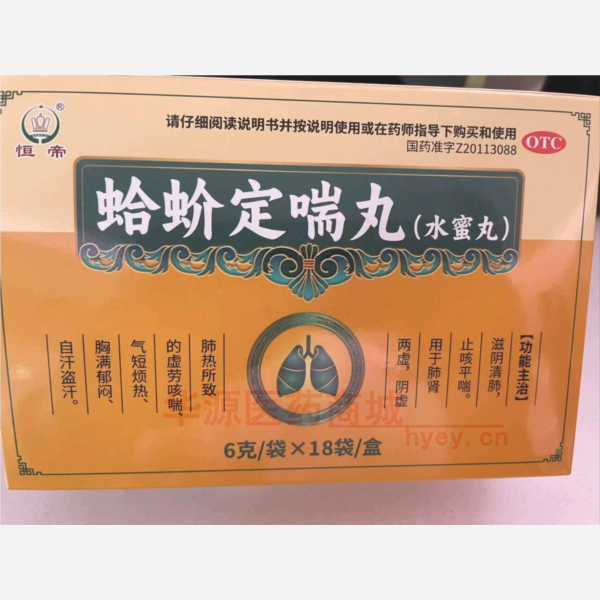 请仔细阅读说明书并按说明使用或在药师指导下购买和使用
国药准字Z20113088
OTC
®
恒帝
蛤蚧定喘丸(水蜜丸)
【功能主治】
滋阴清肺，
止咳平喘。
用于肺肾
两虚，阴虚
肺热所致
的虚劳咳喘、
气短烦热、
胸满郁闷、
自汗盗汗。
华源医药商城
hyey.cn
6克/袋×18袋/盒